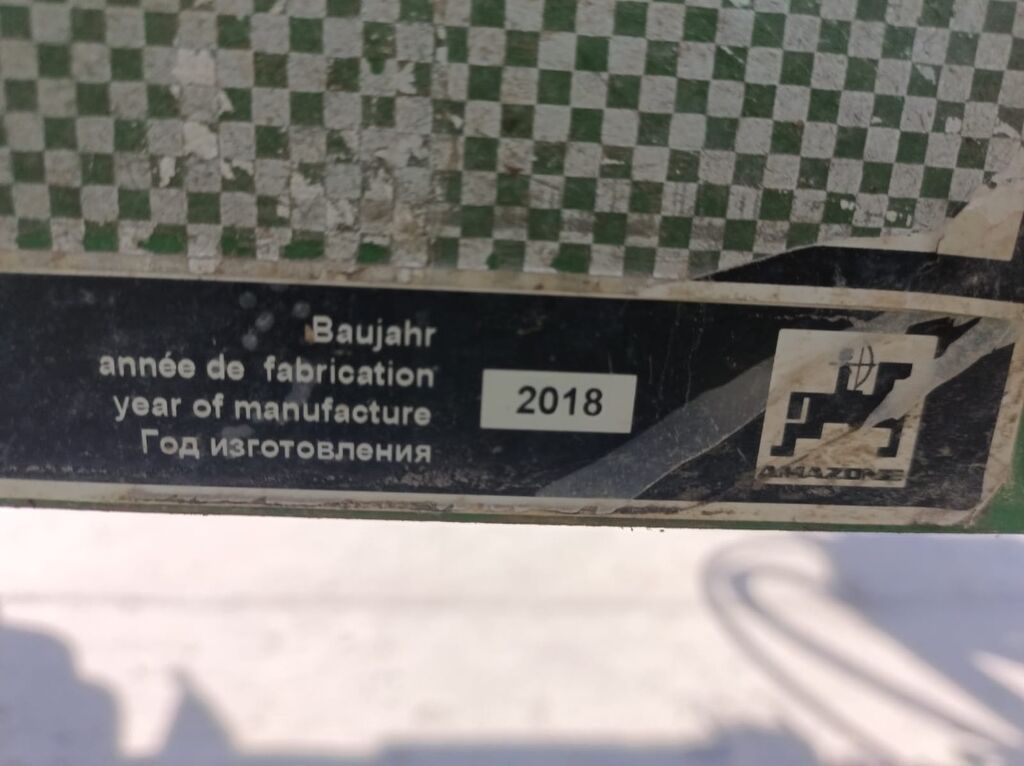 Baujahr
année de fabrication
year of manufacture
Год изготовления
2018
AMAZONE